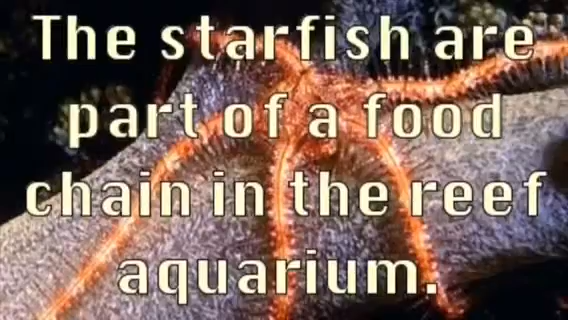 The starfish are
part of a food
chain in the reef
aquarium.